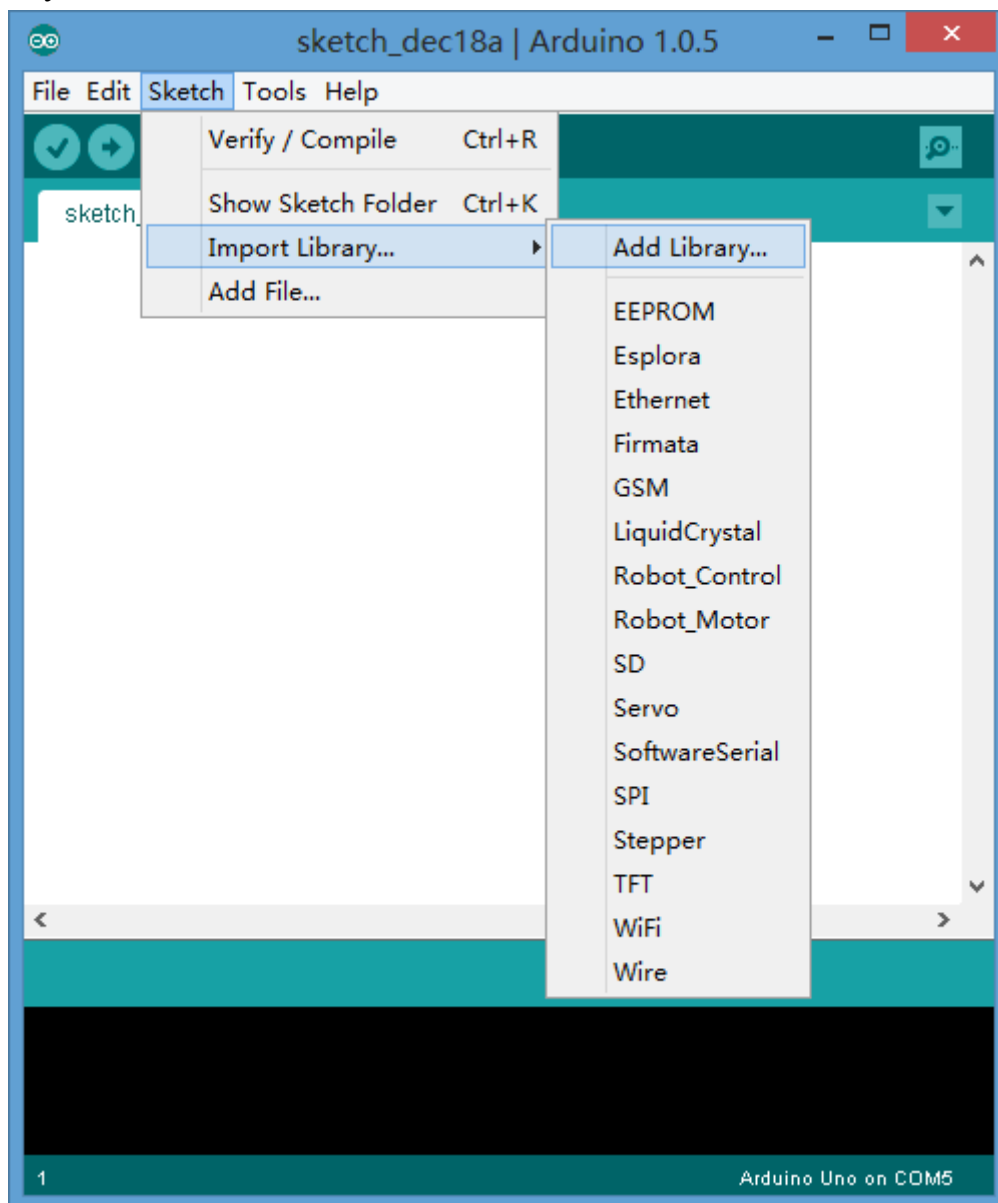 sketch_dec18a | Arduino 1.0.5
File Edit Sketch Tools Help
Verify / Compile Ctrl+R
Show Sketch Folder Ctrl+K
sketch_
Import Library...
Add File...
Add Library...
EEPROM
Esplora
Ethernet
Firmata
GSM
LiquidCrystal
Robot_Control
Robot_Motor
SD
Servo
SoftwareSerial
SPI
Stepper
TFT
WiFi
Wire
1 Arduino Uno on COM5